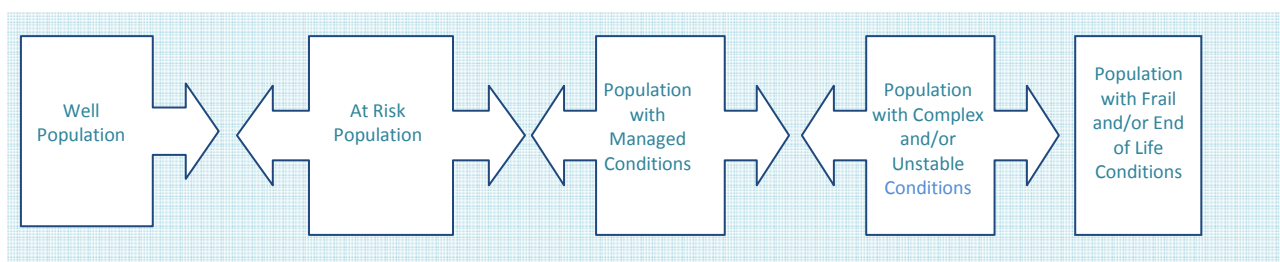 Well
Population
At Risk
Population
Population
with
Managed
Conditions
Population
with Complex
and/or
Unstable
Conditions
Population
with Frail
and/or End
of Life
Conditions